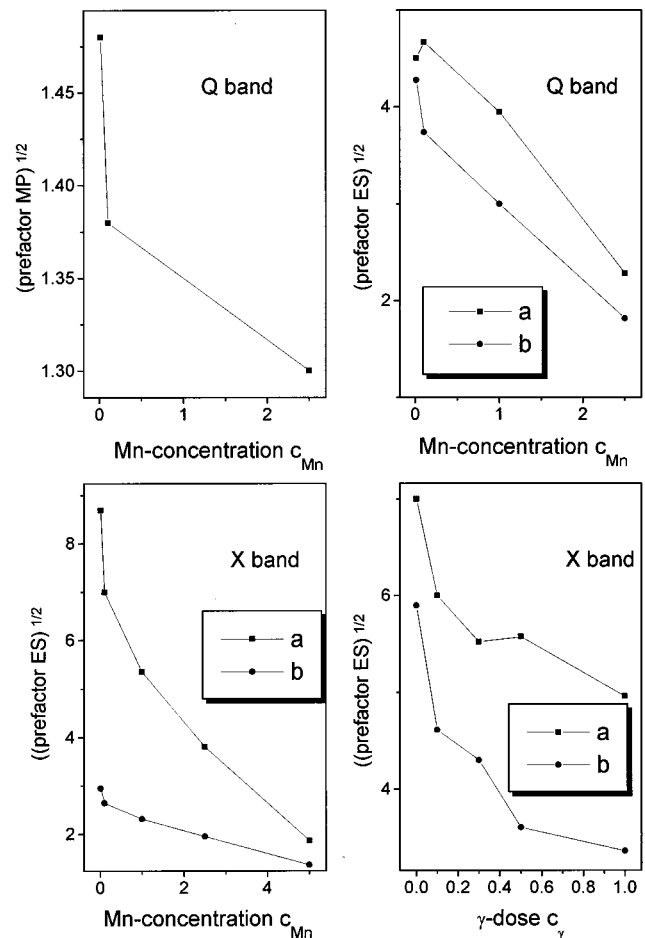 Q band
1.45
1.40
1.35
1.30
(prefactor MP) 1/2
0 1 2
Mn-concentration cMn
Q band
4
2
(prefactor ES) 1/2
a
b
0 1 2
Mn-concentration cMn
X band
8
6
4
2
((prefactor ES) 1/2
a
b
0 2 4
Mn-concentration cMn
X band
6
4
((prefactor ES) 1/2
a
b
0.0 0.2 0.4 0.6 0.8 1.0
γ-dose cγ